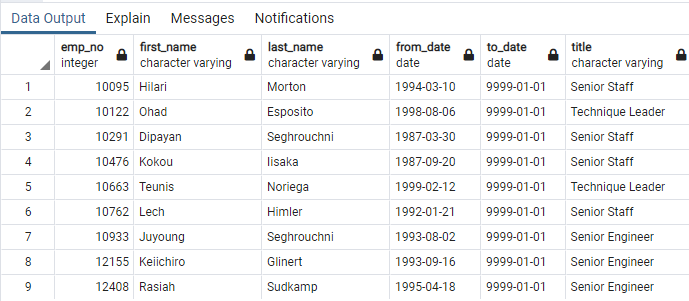 Data Output Explain Messages Notifications
emp_no first_name last_name from_date to_date title
integer character varying character varying date date character varying
1 10095 Hilari Morton 1994-03-10 9999-01-01 Senior Staff
2 10122 Ohad Esposito 1998-08-06 9999-01-01 Technique Leader
3 10291 Dipayan Seghrouchni 1987-03-30 9999-01-01 Senior Staff
4 10476 Kokou Iisaka 1987-09-20 9999-01-01 Senior Staff
5 10663 Teunis Noriega 1999-02-12 9999-01-01 Technique Leader
6 10762 Lech Himler 1992-01-21 9999-01-01 Senior Staff
7 10933 Juyoung Seghrouchni 1993-08-02 9999-01-01 Senior Engineer
8 12155 Keiichiro Glinert 1993-09-16 9999-01-01 Senior Engineer
9 12408 Rasiah Sudkamp 1995-04-18 9999-01-01 Senior Engineer